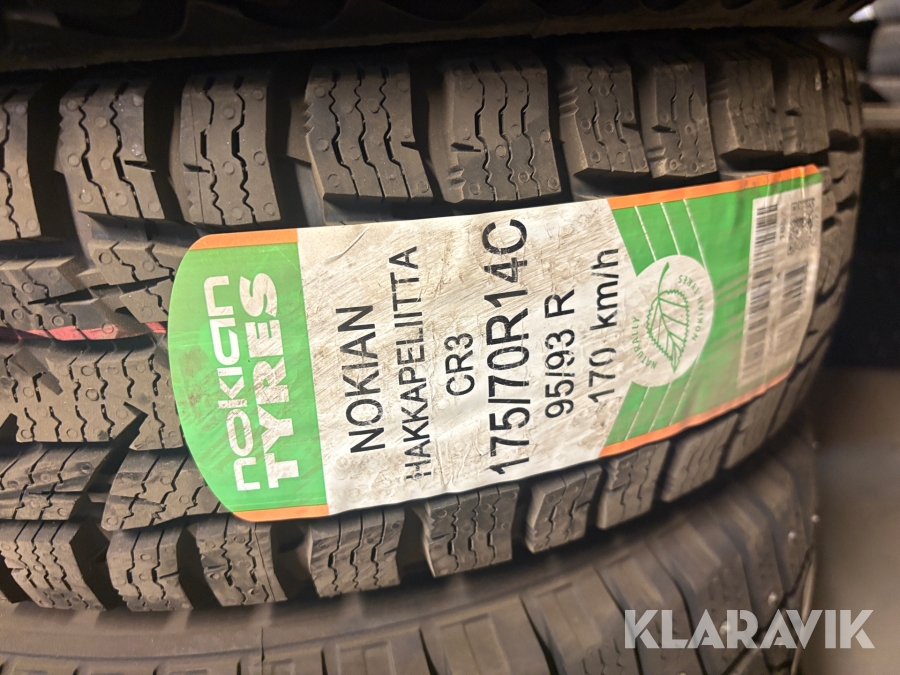 nokian
TYRES
NOKIAN
HAKKAPELIITTA
CR3
175/70R14C
95/93 R
170 km/h
KLARAVIK